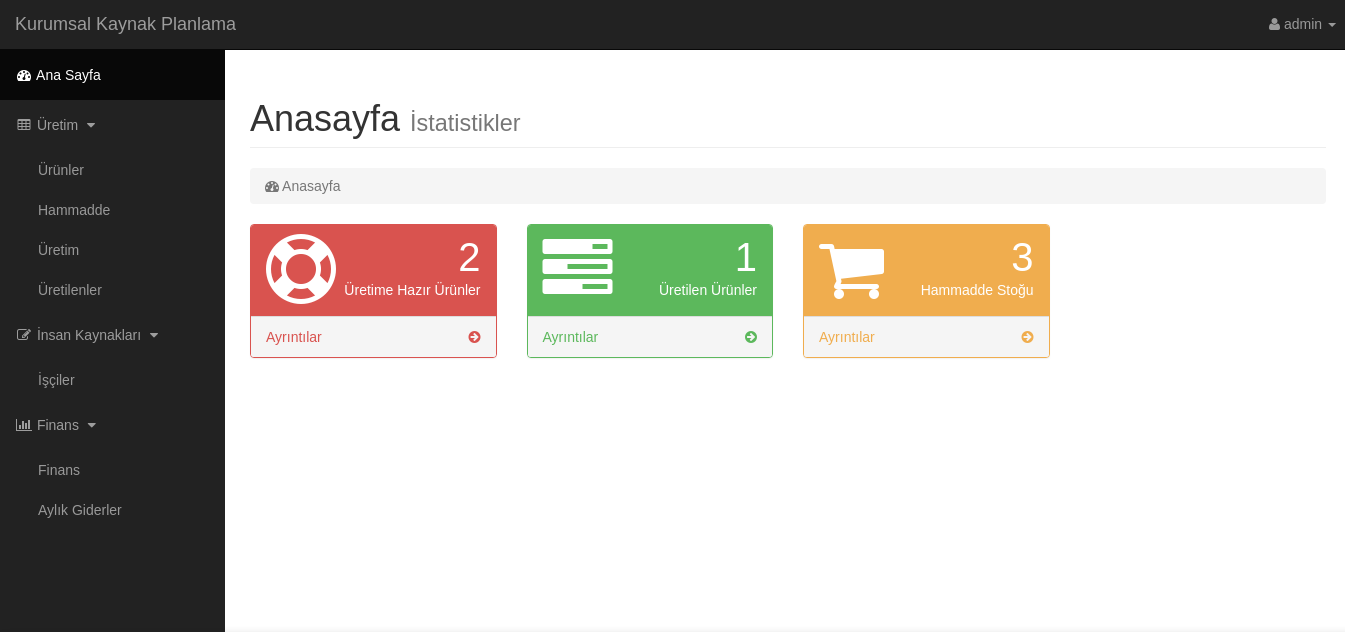 Kurumsal Kaynak Planlama
admin
Ana Sayfa
Üretim
Ürünler
Hammadde
Üretim
Üretilenler
İnsan Kaynakları
İşçiler
Finans
Finans
Aylık Giderler
Anasayfa İstatistikler
Anasayfa
2
Üretime Hazır Ürünler
Ayrıntılar
1
Üretilen Ürünler
Ayrıntılar
3
Hammadde Stoğu
Ayrıntılar